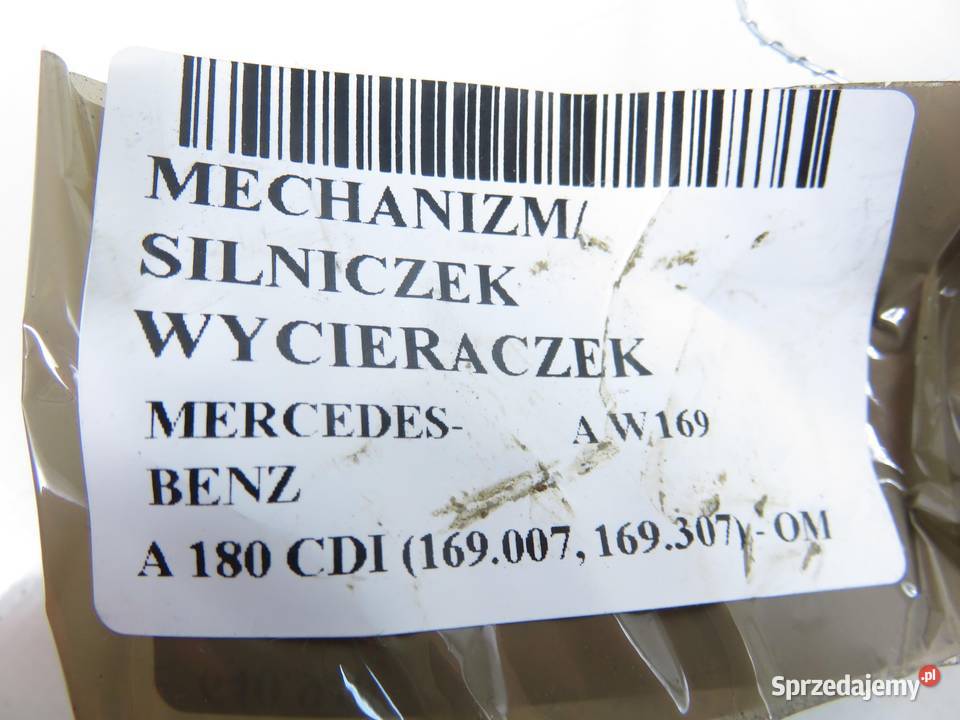 MECHANIZM/
SILNICZEK
WYCIERACZEK
MERCEDES- A W169
BENZ
A 180 CDI (169.007, 169.307) - OM
Sprzedajemy.pl